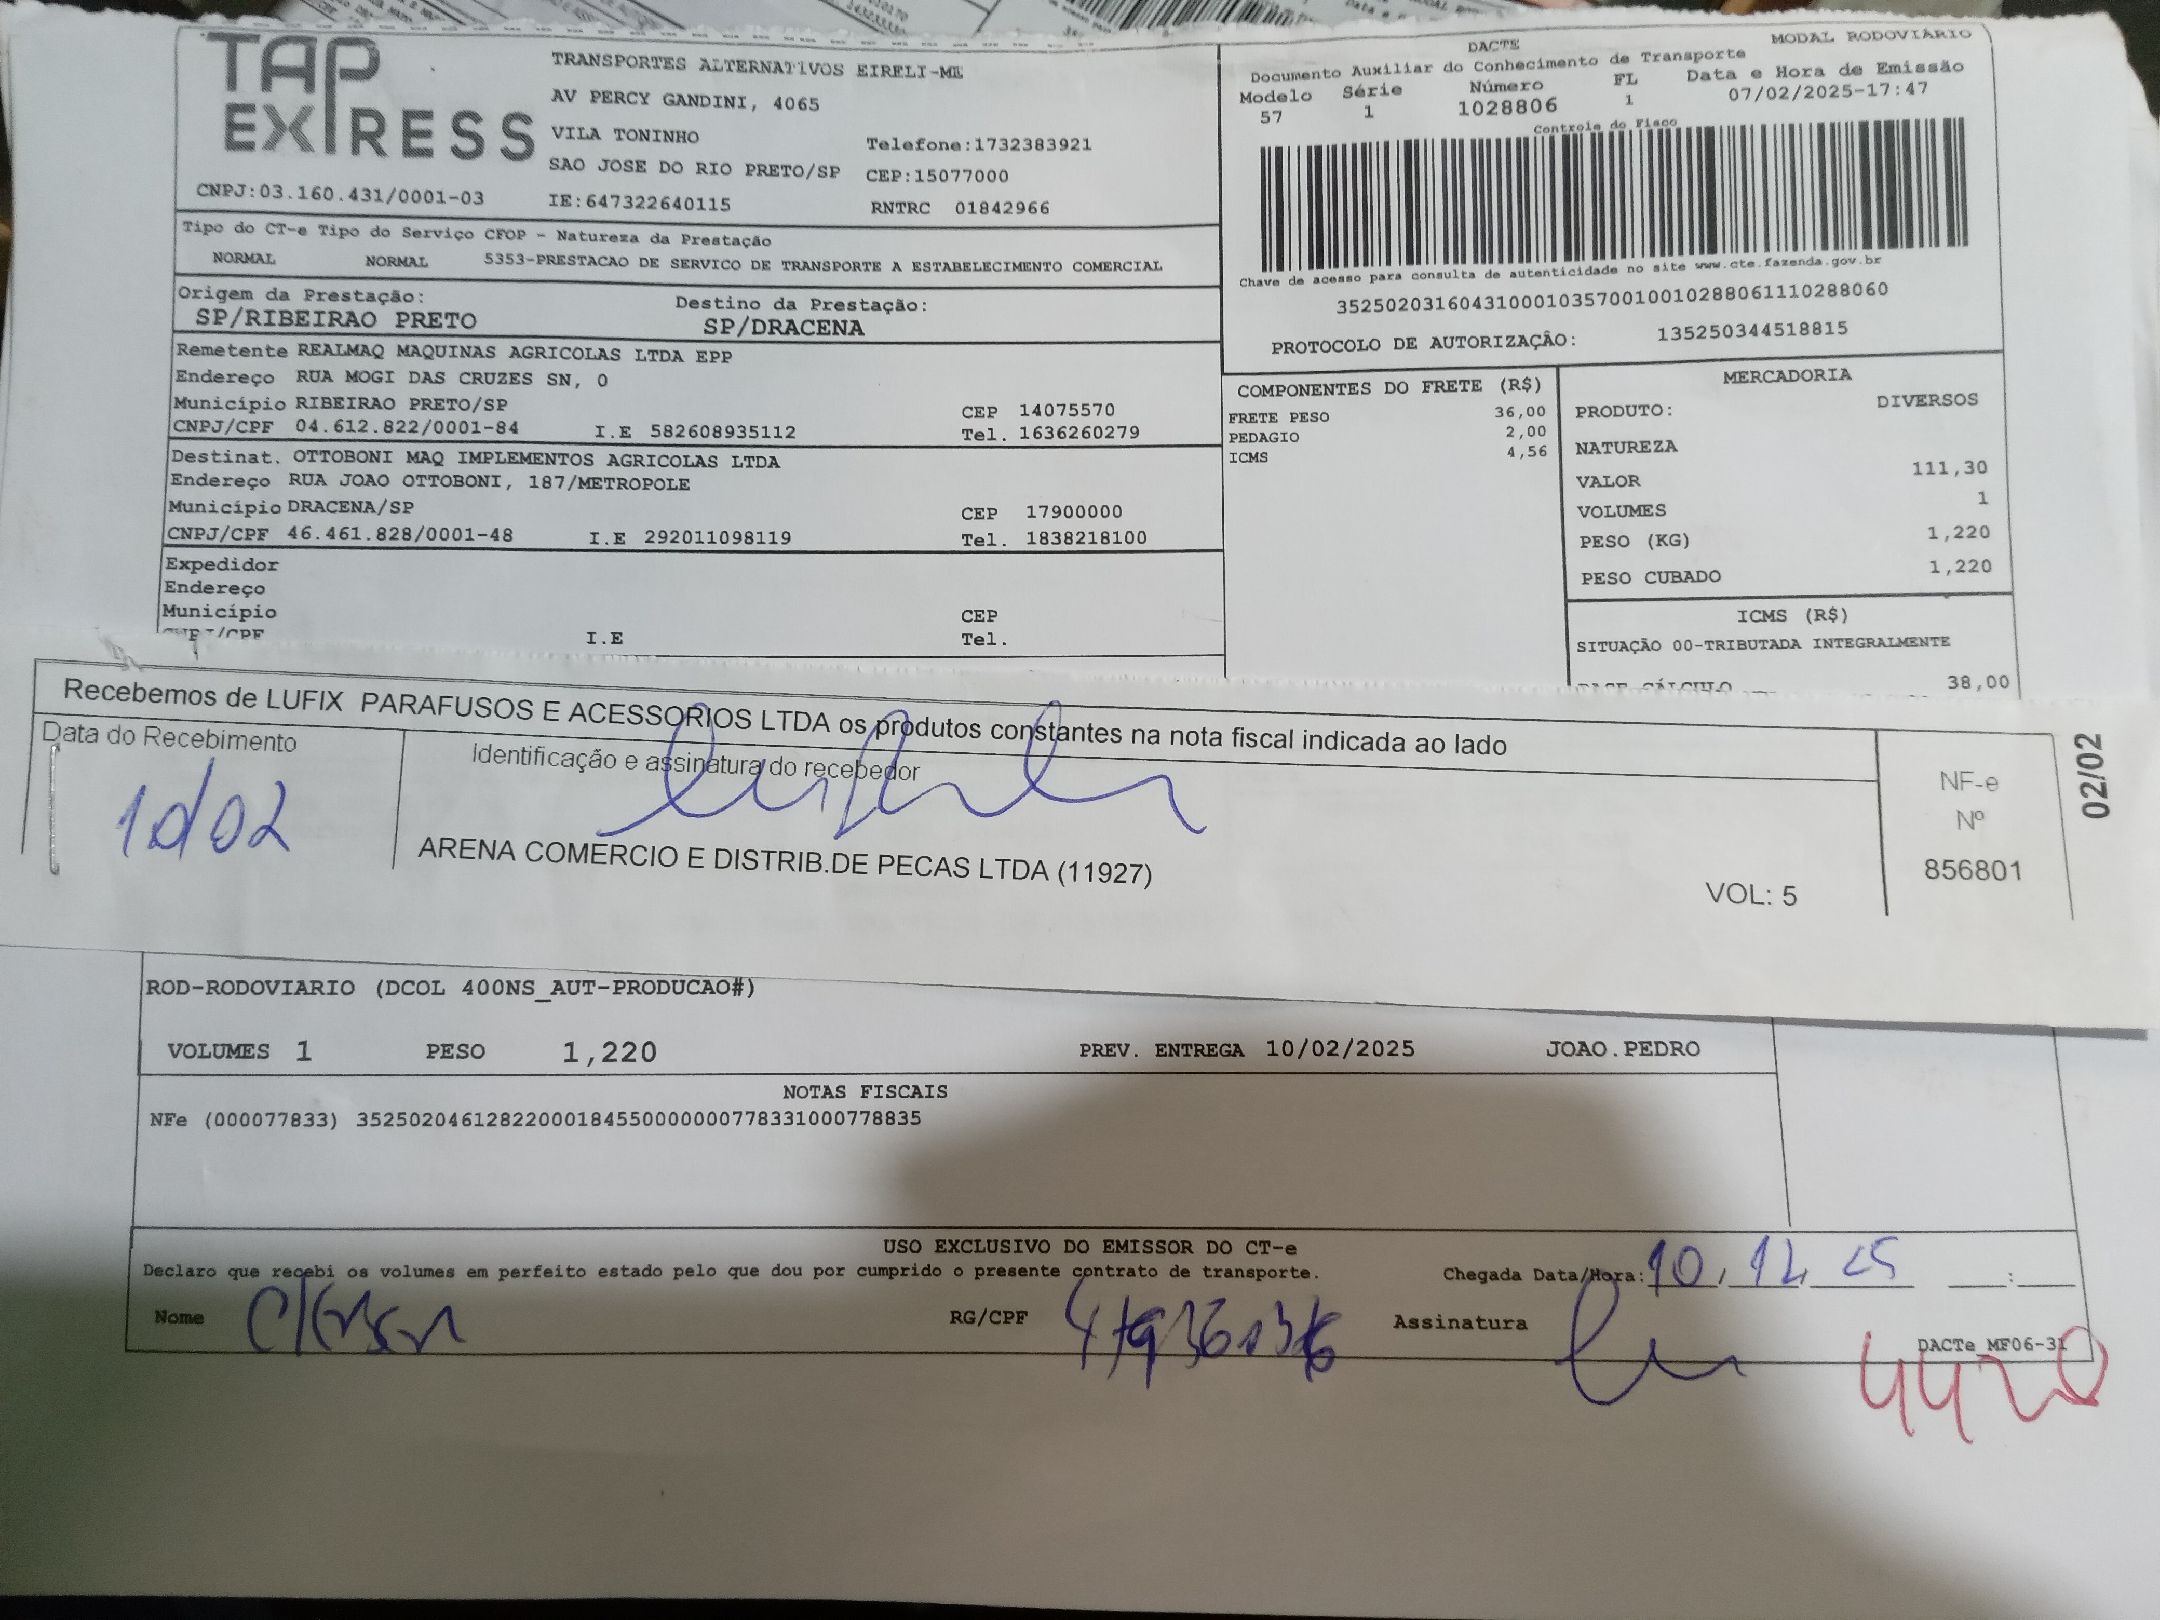 TAP EXPRESS
TRANSPORTES ALTERNATIVOS EIRELI-ME
AV PERCY GANDINI, 4065
VILA TONINHO
Telefone:1732383921
SAO JOSE DO RIO PRETO/SP CEP:15077000
CNPJ:03.160.431/0001-03 IE:647322640115 RNTRC 01842966
DACTE MODAL RODOVIÁRIO
Documento Auxiliar do Conhecimento de Transporte
Modelo Série Número FL Data e Hora de Emissão
57 1 1028806 1 07/02/2025-17:47
Controle do Fisco
Chave de acesso para consulta de autenticidade no site www.cte.fazenda.gov.br
35250203160431000103570010010288061110288060
PROTOCOLO DE AUTORIZAÇÃO: 135250344518815
Tipo do CT-e Tipo do Serviço CFOP - Natureza da Prestação
NORMAL NORMAL 5353-PRESTACAO DE SERVICO DE TRANSPORTE A ESTABELECIMENTO COMERCIAL
Origem da Prestação: Destino da Prestação:
SP/RIBEIRAO PRETO SP/DRACENA
Remetente REALMAQ MAQUINAS AGRICOLAS LTDA EPP
Endereço RUA MOGI DAS CRUZES SN, 0
Município RIBEIRAO PRETO/SP CEP 14075570
CNPJ/CPF 04.612.822/0001-84 I.E 582608935112 Tel. 1636260279
Destinat. OTTOBONI MAQ IMPLEMENTOS AGRICOLAS LTDA
Endereço RUA JOAO OTTOBONI, 187/METROPOLE
Município DRACENA/SP CEP 17900000
CNPJ/CPF 46.461.828/0001-48 I.E 292011098119 Tel. 1838218100
Expedidor
Endereço
Município CEP
CNPJ/CPF I.E Tel.
COMPONENTES DO FRETE (R$)
FRETE PESO 36,00
PEDAGIO 2,00
ICMS 4,56
MERCADORIA
PRODUTO: DIVERSOS
NATUREZA
VALOR 111,30
VOLUMES 1
PESO (KG) 1,220
PESO CUBADO 1,220
ICMS (R$)
SITUAÇÃO 00-TRIBUTADA INTEGRALMENTE
BASE CÁLCULO 38,00
Recebemos de LUFIX PARAFUSOS E ACESSORIOS LTDA os produtos constantes na nota fiscal indicada ao lado
Data do Recebimento Identificação e assinatura do recebedor
10/02
ARENA COMERCIO E DISTRIB.DE PECAS LTDA (11927)
VOL: 5
NF-e
Nº
856801
02/02
ROD-RODOVIARIO (DCOL 400NS_AUT-PRODUCAO#)
VOLUMES 1 PESO 1,220 PREV. ENTREGA 10/02/2025 JOAO.PEDRO
NOTAS FISCAIS
NFe (000077833) 35250204612822000184550000000778331000778835
USO EXCLUSIVO DO EMISSOR DO CT-e
Declaro que recebi os volumes em perfeito estado pelo que dou por cumprido o presente contrato de transporte. Chegada Data/Hora: 10, 12, 25 :
Nome RG/CPF Assinatura
DACTe_MF06-31
4420